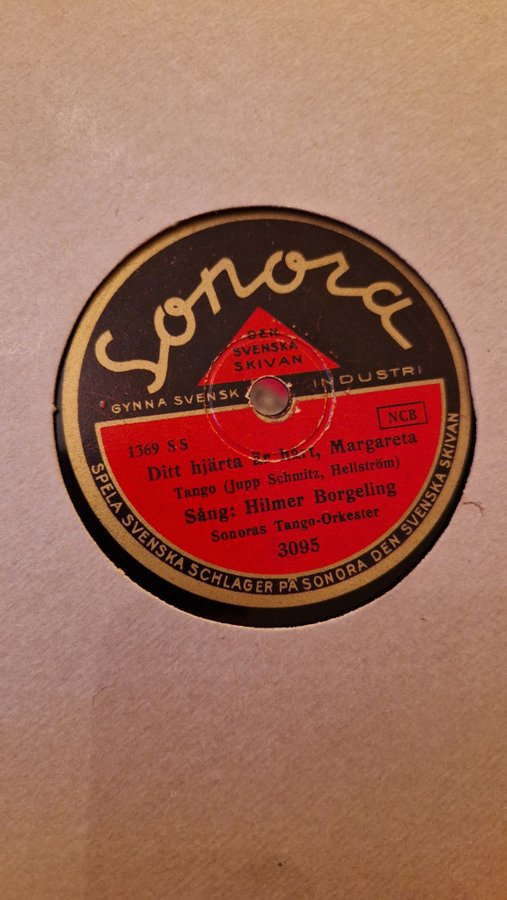 Sonora
DEN
SVENSKA
SKIVAN
GYNNA SVENSK INDUSTRI
1369 SS
NCB
Ditt hjärta är hårt, Margareta
Tango (Jupp Schmitz, Hellström)
Sång: Hilmer Borgeling
Sonoras Tango-Orkester
3095
SPELA SVENSKA SCHLAGER PÅ SONORA DEN SVENSKA SKIVAN